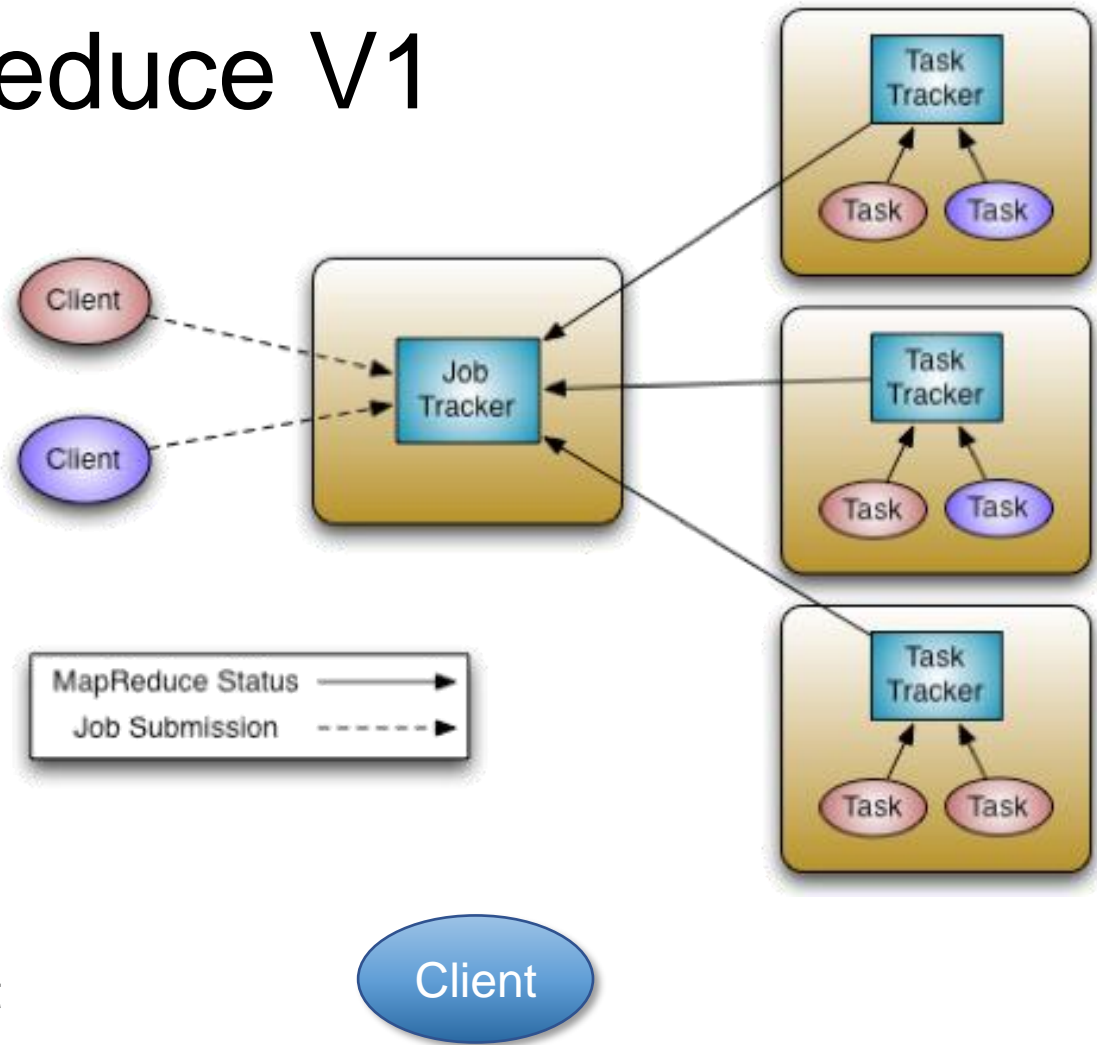 educe V1
Task
Tracker
Task
Task
Client
Job
Tracker
Client
Task
Tracker
Task
Task
MapReduce Status
Job Submission
Task
Tracker
Task
Task
Client